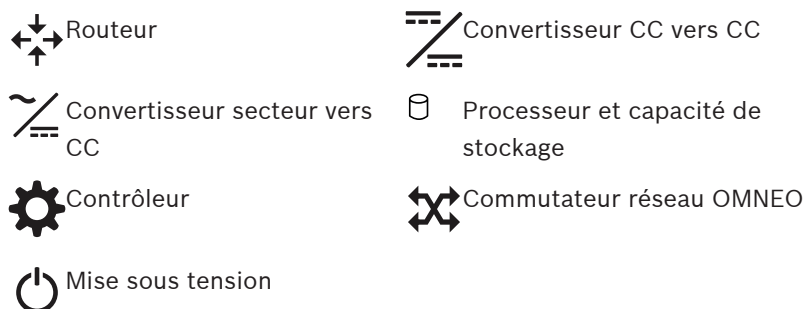 Routeur
Convertisseur CC vers CC
Convertisseur secteur vers
CC
Processeur et capacité de
stockage
Contrôleur
Commutateur réseau OMNEO
Mise sous tension